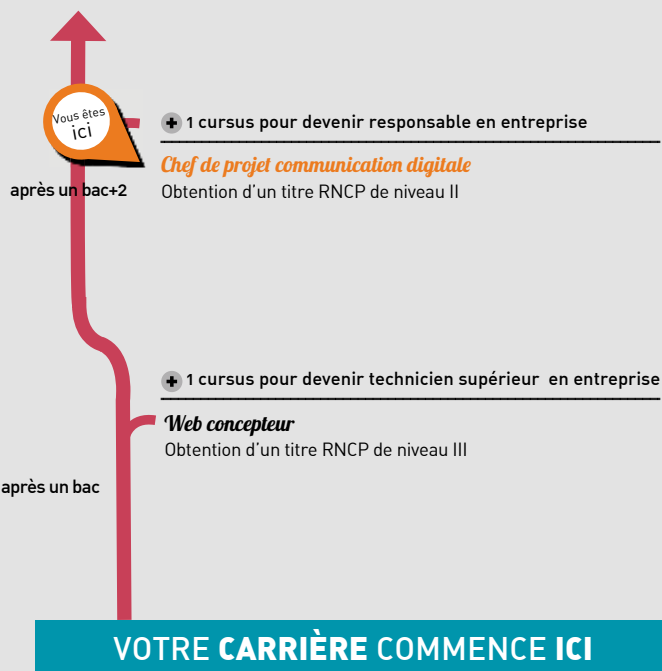 Vous êtes
ici
+ 1 cursus pour devenir responsable en entreprise
Chef de projet communication digitale
après un bac+2
Obtention d'un titre RNCP de niveau II
+ 1 cursus pour devenir technicien supérieur en entreprise
Web concepteur
Obtention d'un titre RNCP de niveau III
après un bac
VOTRE CARRIÈRE COMMENCE ICI